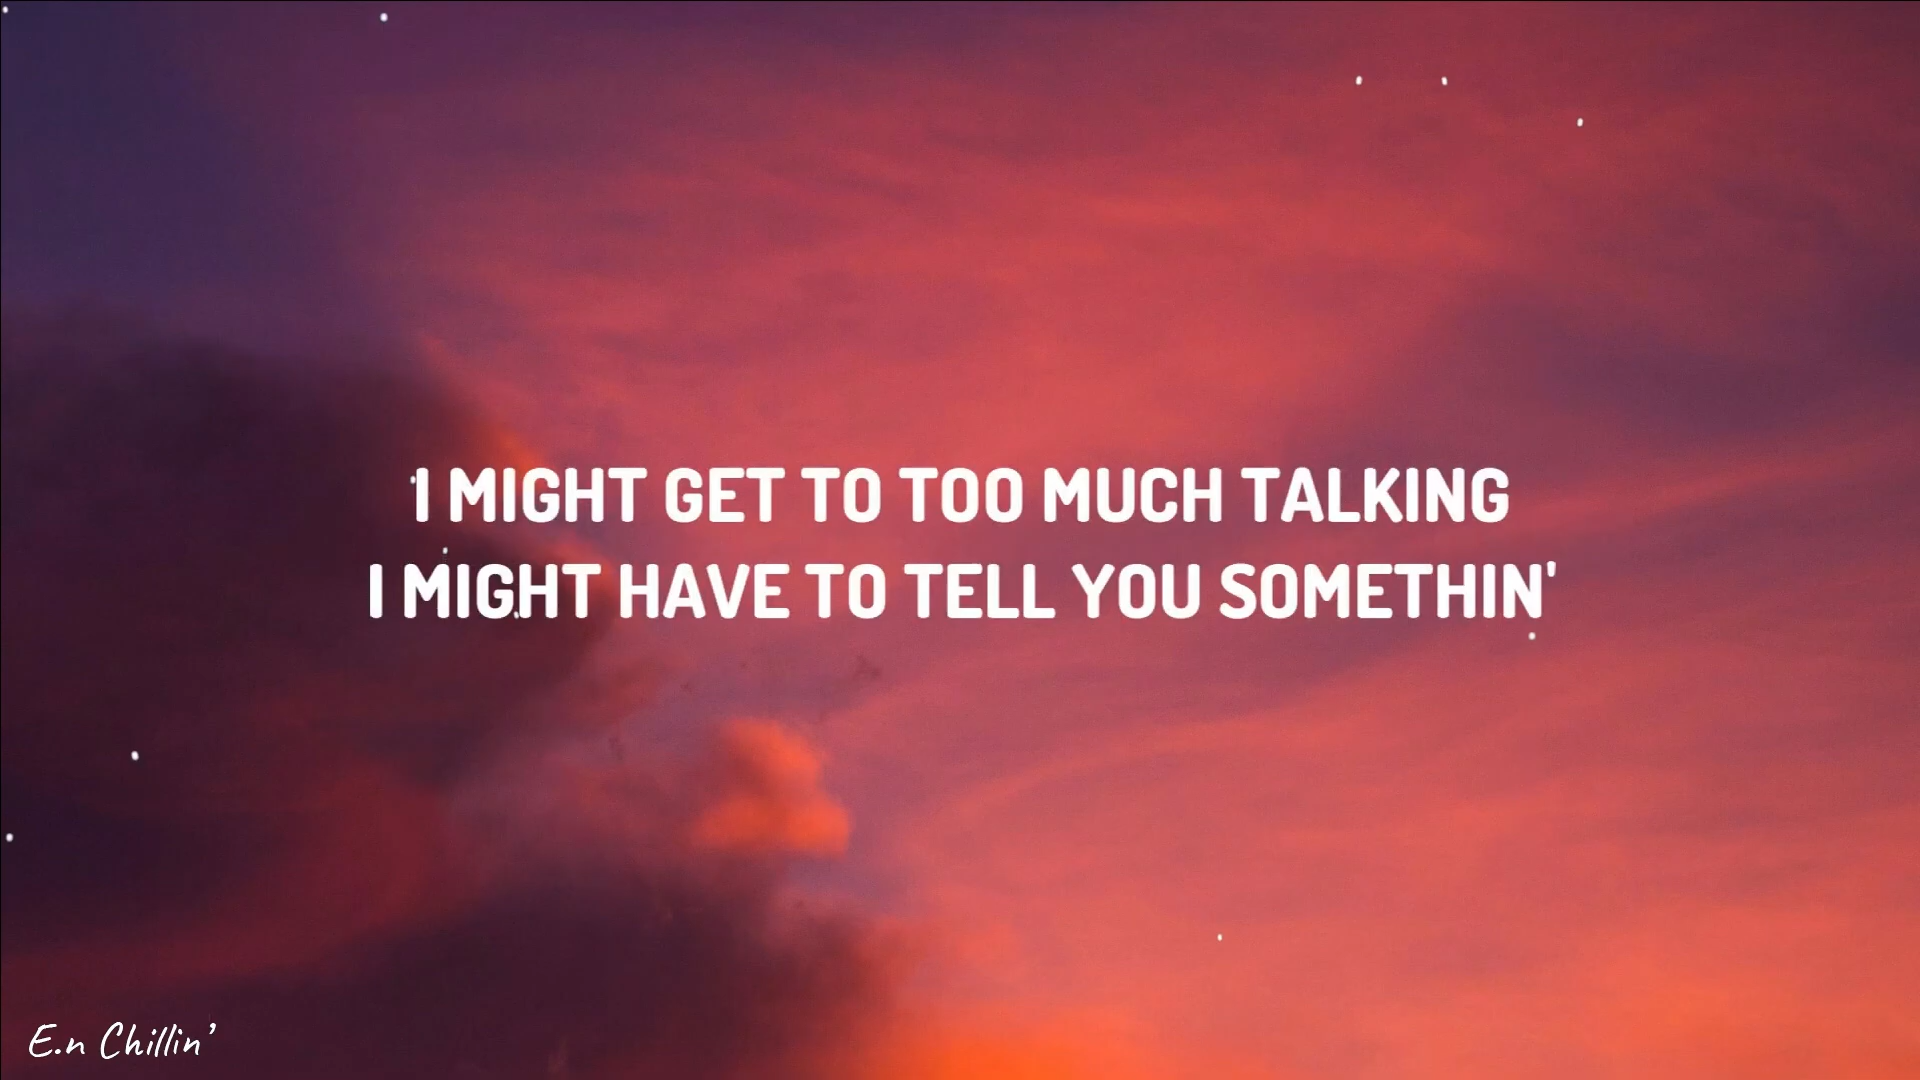 I MIGHT GET TO TOO MUCH TALKING
I MIGHT HAVE TO TELL YOU SOMETHIN'
E.n Chillin'